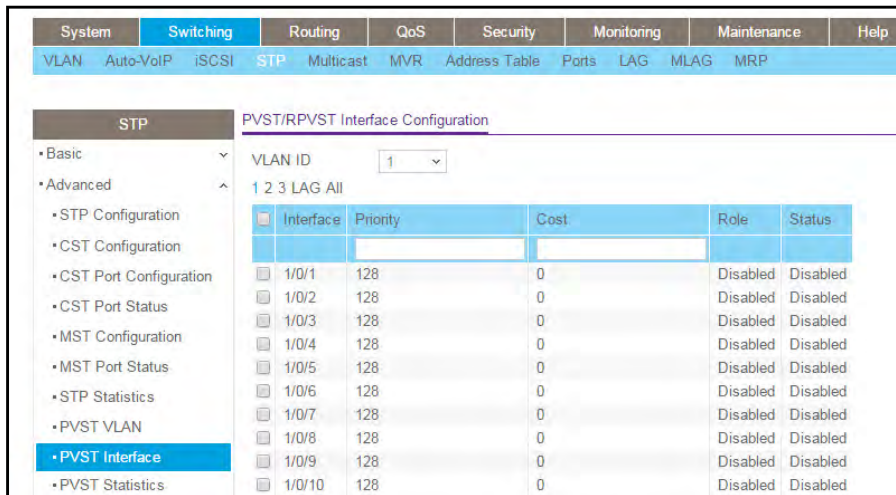 System Switching Routing QoS Security Monitoring Maintenance Help
VLAN Auto-VoIP iSCSI STP Multicast MVR Address Table Ports LAG MLAG MRP
STP
Basic
Advanced
STP Configuration
CST Configuration
CST Port Configuration
CST Port Status
MST Configuration
MST Port Status
STP Statistics
PVST VLAN
PVST Interface
PVST Statistics
PVST/RPVST Interface Configuration
VLAN ID 1
1 2 3 LAG All
Interface Priority Cost Role Status
1/0/1 128 0 Disabled Disabled
1/0/2 128 0 Disabled Disabled
1/0/3 128 0 Disabled Disabled
1/0/4 128 0 Disabled Disabled
1/0/5 128 0 Disabled Disabled
1/0/6 128 0 Disabled Disabled
1/0/7 128 0 Disabled Disabled
1/0/8 128 0 Disabled Disabled
1/0/9 128 0 Disabled Disabled
1/0/10 128 0 Disabled Disabled